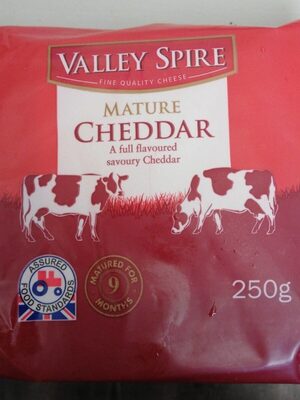 VALLEY SPIRE
FINE QUALITY CHEESE
MATURE
CHEDDAR
A full flavoured
savoury Cheddar
ASSURED
FOOD STANDARDS
MATURED FOR
9
MONTHS
250g